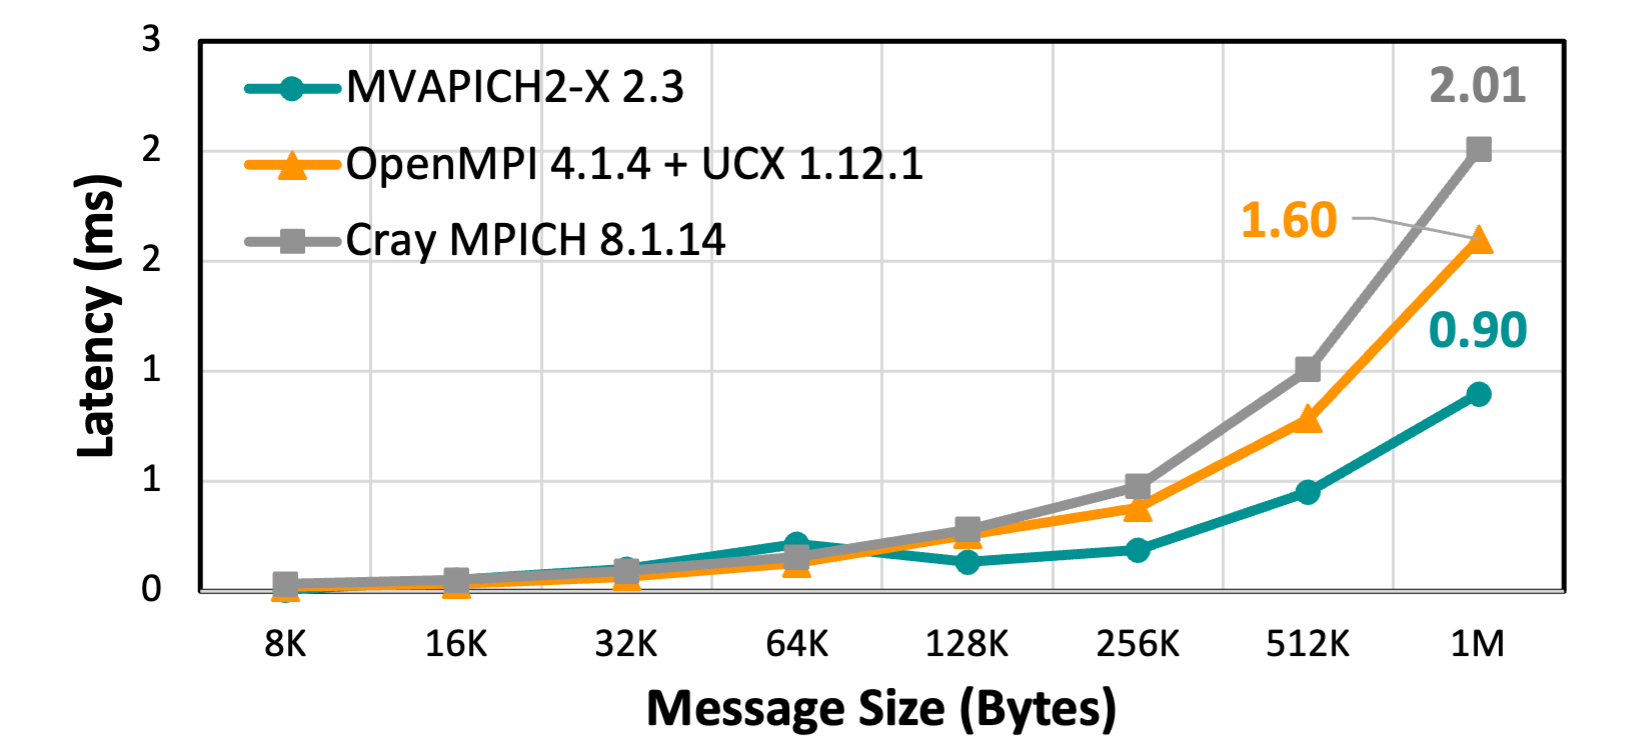 3
2
2
1
1
0
Latency (ms)
MVAPICH2-X 2.3
OpenMPI 4.1.4 + UCX 1.12.1
Cray MPICH 8.1.14
2.01
1.60
0.90
8K 16K 32K 64K 128K 256K 512K 1M
Message Size (Bytes)